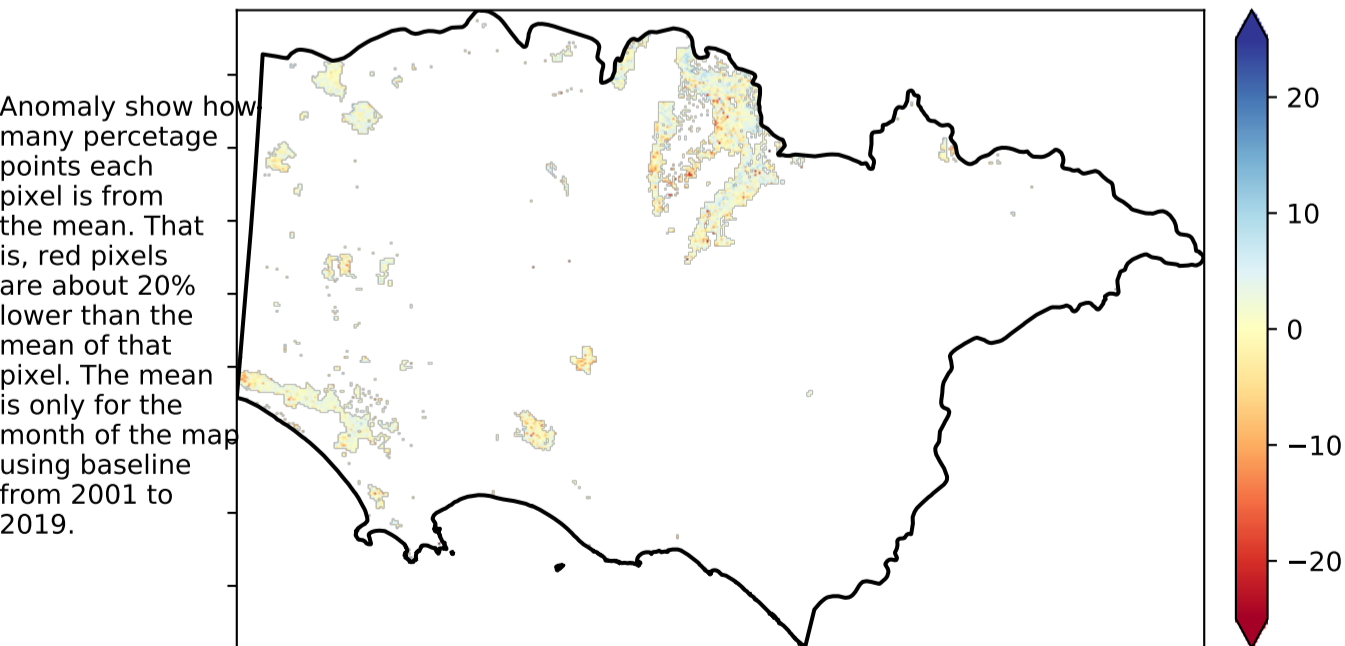 Anomaly show how
many percetage
points each
pixel is from
the mean. That
is, red pixels
are about 20%
lower than the
mean of that
pixel. The mean
is only for the
month of the map
using baseline
from 2001 to
2019.
20
10
0
−10
−20